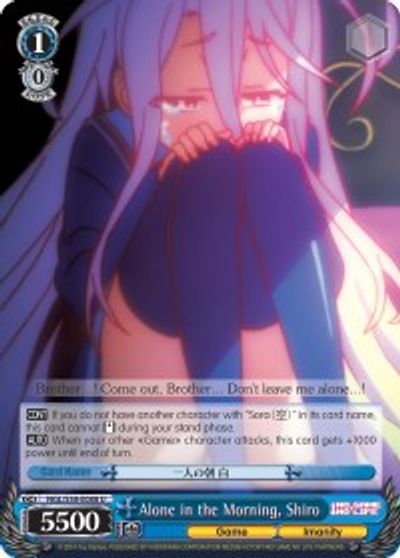 1
0
Brother...! Come out, Brother... Don't leave me alone...!
CONT If you do not have another character with "Sora (空)" in its card name,
this card cannot during your stand phase.
AUTO When your other «Game» character attacks, this card gets +1000
power until end of turn.
Card Name 一人の朝 白
Alone in the Morning, Shiro
5500
Game Imanity